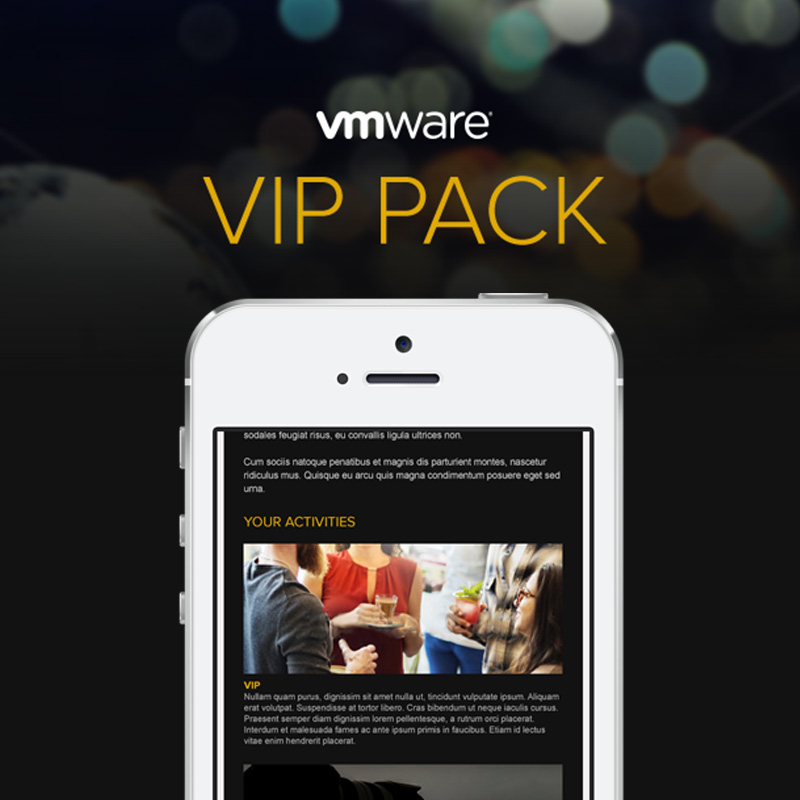 vmware®
VIP PACK
sodales feugiat risus, eu convallis ligula ultrices non.
Cum sociis natoque penatibus et magnis dis parturient montes, nascetur
ridiculus mus. Quisque eu arcu quis magna condimentum posuere eget sed
urna.
YOUR ACTIVITIES
VIP
Nullam quam purus, dignissim sit amet nulla ut, tincidunt vulputate ipsum. Aliquam
erat volutpat. Suspendisse at tortor libero. Cras bibendum ut neque iaculis cursus.
Praesent semper diam dignissim lorem pellentesque, a rutrum orci placerat.
Interdum et malesuada fames ac ante ipsum primis in faucibus. Etiam id lectus
vitae enim hendrerit placerat.